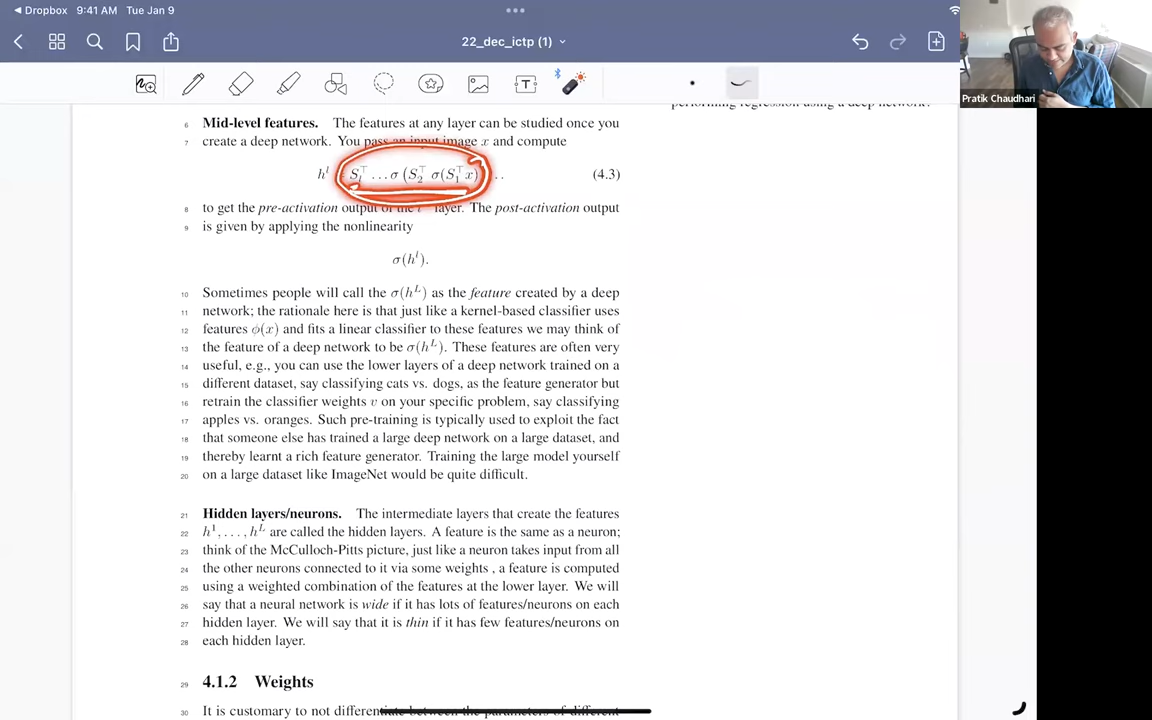 Dropbox 9:41 AM Tue Jan 9
22_dec_ictp (1)
Pratik Chaudhari
performing regression using a deep network?
6 Mid-level features. The features at any layer can be studied once you
7 create a deep network. You pass an input image x and compute
h^l S_l^⊤ ... σ (S_2^⊤ σ(S_1^⊤ x) .. (4.3)
8 to get the pre-activation output of the layer. The post-activation output
9 is given by applying the nonlinearity
σ(h^l).
10 Sometimes people will call the σ(h^L) as the feature created by a deep
11 network; the rationale here is that just like a kernel-based classifier uses
12 features ϕ(x) and fits a linear classifier to these features we may think of
13 the feature of a deep network to be σ(h^L). These features are often very
14 useful, e.g., you can use the lower layers of a deep network trained on a
15 different dataset, say classifying cats vs. dogs, as the feature generator but
16 retrain the classifier weights v on your specific problem, say classifying
17 apples vs. oranges. Such pre-training is typically used to exploit the fact
18 that someone else has trained a large deep network on a large dataset, and
19 thereby learnt a rich feature generator. Training the large model yourself
20 on a large dataset like ImageNet would be quite difficult.
21 Hidden layers/neurons. The intermediate layers that create the features
22 h^1, . . . , h^L are called the hidden layers. A feature is the same as a neuron;
23 think of the McCulloch-Pitts picture, just like a neuron takes input from all
24 the other neurons connected to it via some weights , a feature is computed
25 using a weighted combination of the features at the lower layer. We will
26 say that a neural network is wide if it has lots of features/neurons on each
27 hidden layer. We will say that it is thin if it has few features/neurons on
28 each hidden layer.
29 4.1.2 Weights
30 It is customary to not differentiate between the parameters of different